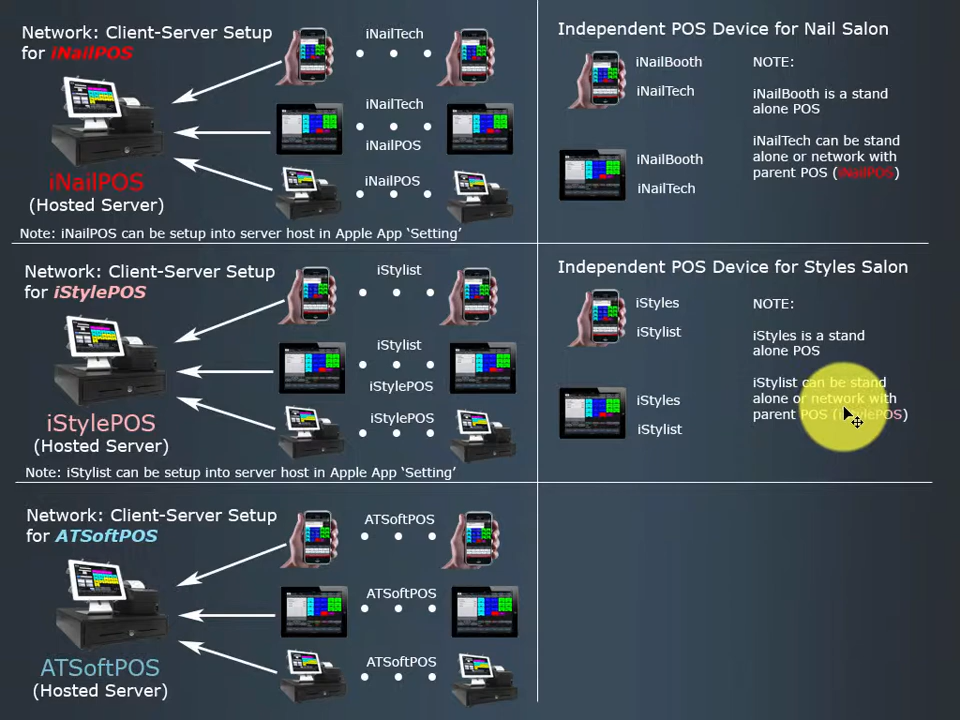 Network: Client-Server Setup
for iNailPOS
iNailTech
iNailTech
iNailPOS
iNailPOS
iNailPOS
(Hosted Server)
Note: iNailPOS can be setup into server host in Apple App ‘Setting’
Independent POS Device for Nail Salon
iNailBooth
iNailTech
iNailBooth
iNailTech
NOTE:
iNailBooth is a stand
alone POS
iNailTech can be stand
alone or network with
parent POS (iNailPOS)
Network: Client-Server Setup
for iStylePOS
iStylist
iStylist
iStylePOS
iStylePOS
iStylePOS
(Hosted Server)
Note: iStylist can be setup into server host in Apple App ‘Setting’
Independent POS Device for Styles Salon
iStyles
iStylist
iStyles
iStylist
NOTE:
iStyles is a stand
alone POS
iStylist can be stand
alone or network with
parent POS (iStylePOS)
Network: Client-Server Setup
for ATSoftPOS
ATSoftPOS
ATSoftPOS
ATSoftPOS
ATSoftPOS
(Hosted Server)